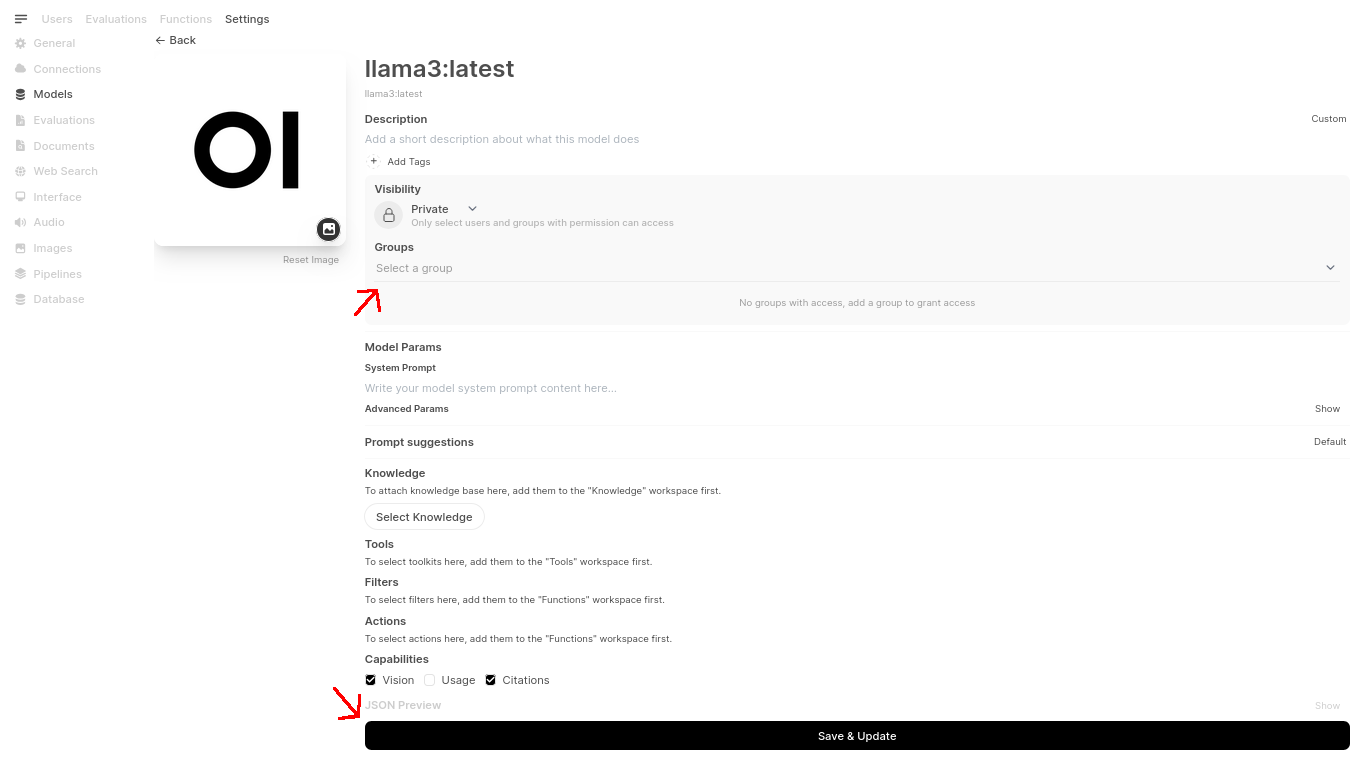 Users Evaluations Functions Settings
General
Connections
Models
Evaluations
Documents
Web Search
Interface
Audio
Images
Pipelines
Database
← Back
OI
Reset Image
llama3:latest
llama3:latest
Description Custom
Add a short description about what this model does
+ Add Tags
Visibility
Private
Only select users and groups with permission can access
Groups
Select a group
No groups with access, add a group to grant access
Model Params
System Prompt
Write your model system prompt content here...
Advanced Params Show
Prompt suggestions Default
Knowledge
To attach knowledge base here, add them to the "Knowledge" workspace first.
Select Knowledge
Tools
To select toolkits here, add them to the "Tools" workspace first.
Filters
To select filters here, add them to the "Functions" workspace first.
Actions
To select actions here, add them to the "Functions" workspace first.
Capabilities
Vision Usage Citations
JSON Preview Show
Save & Update